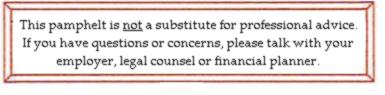 This pamphelt is not a substitute for professional advice.
If you have questions or concerns, please talk with your
employer, legal counsel or financial planner.